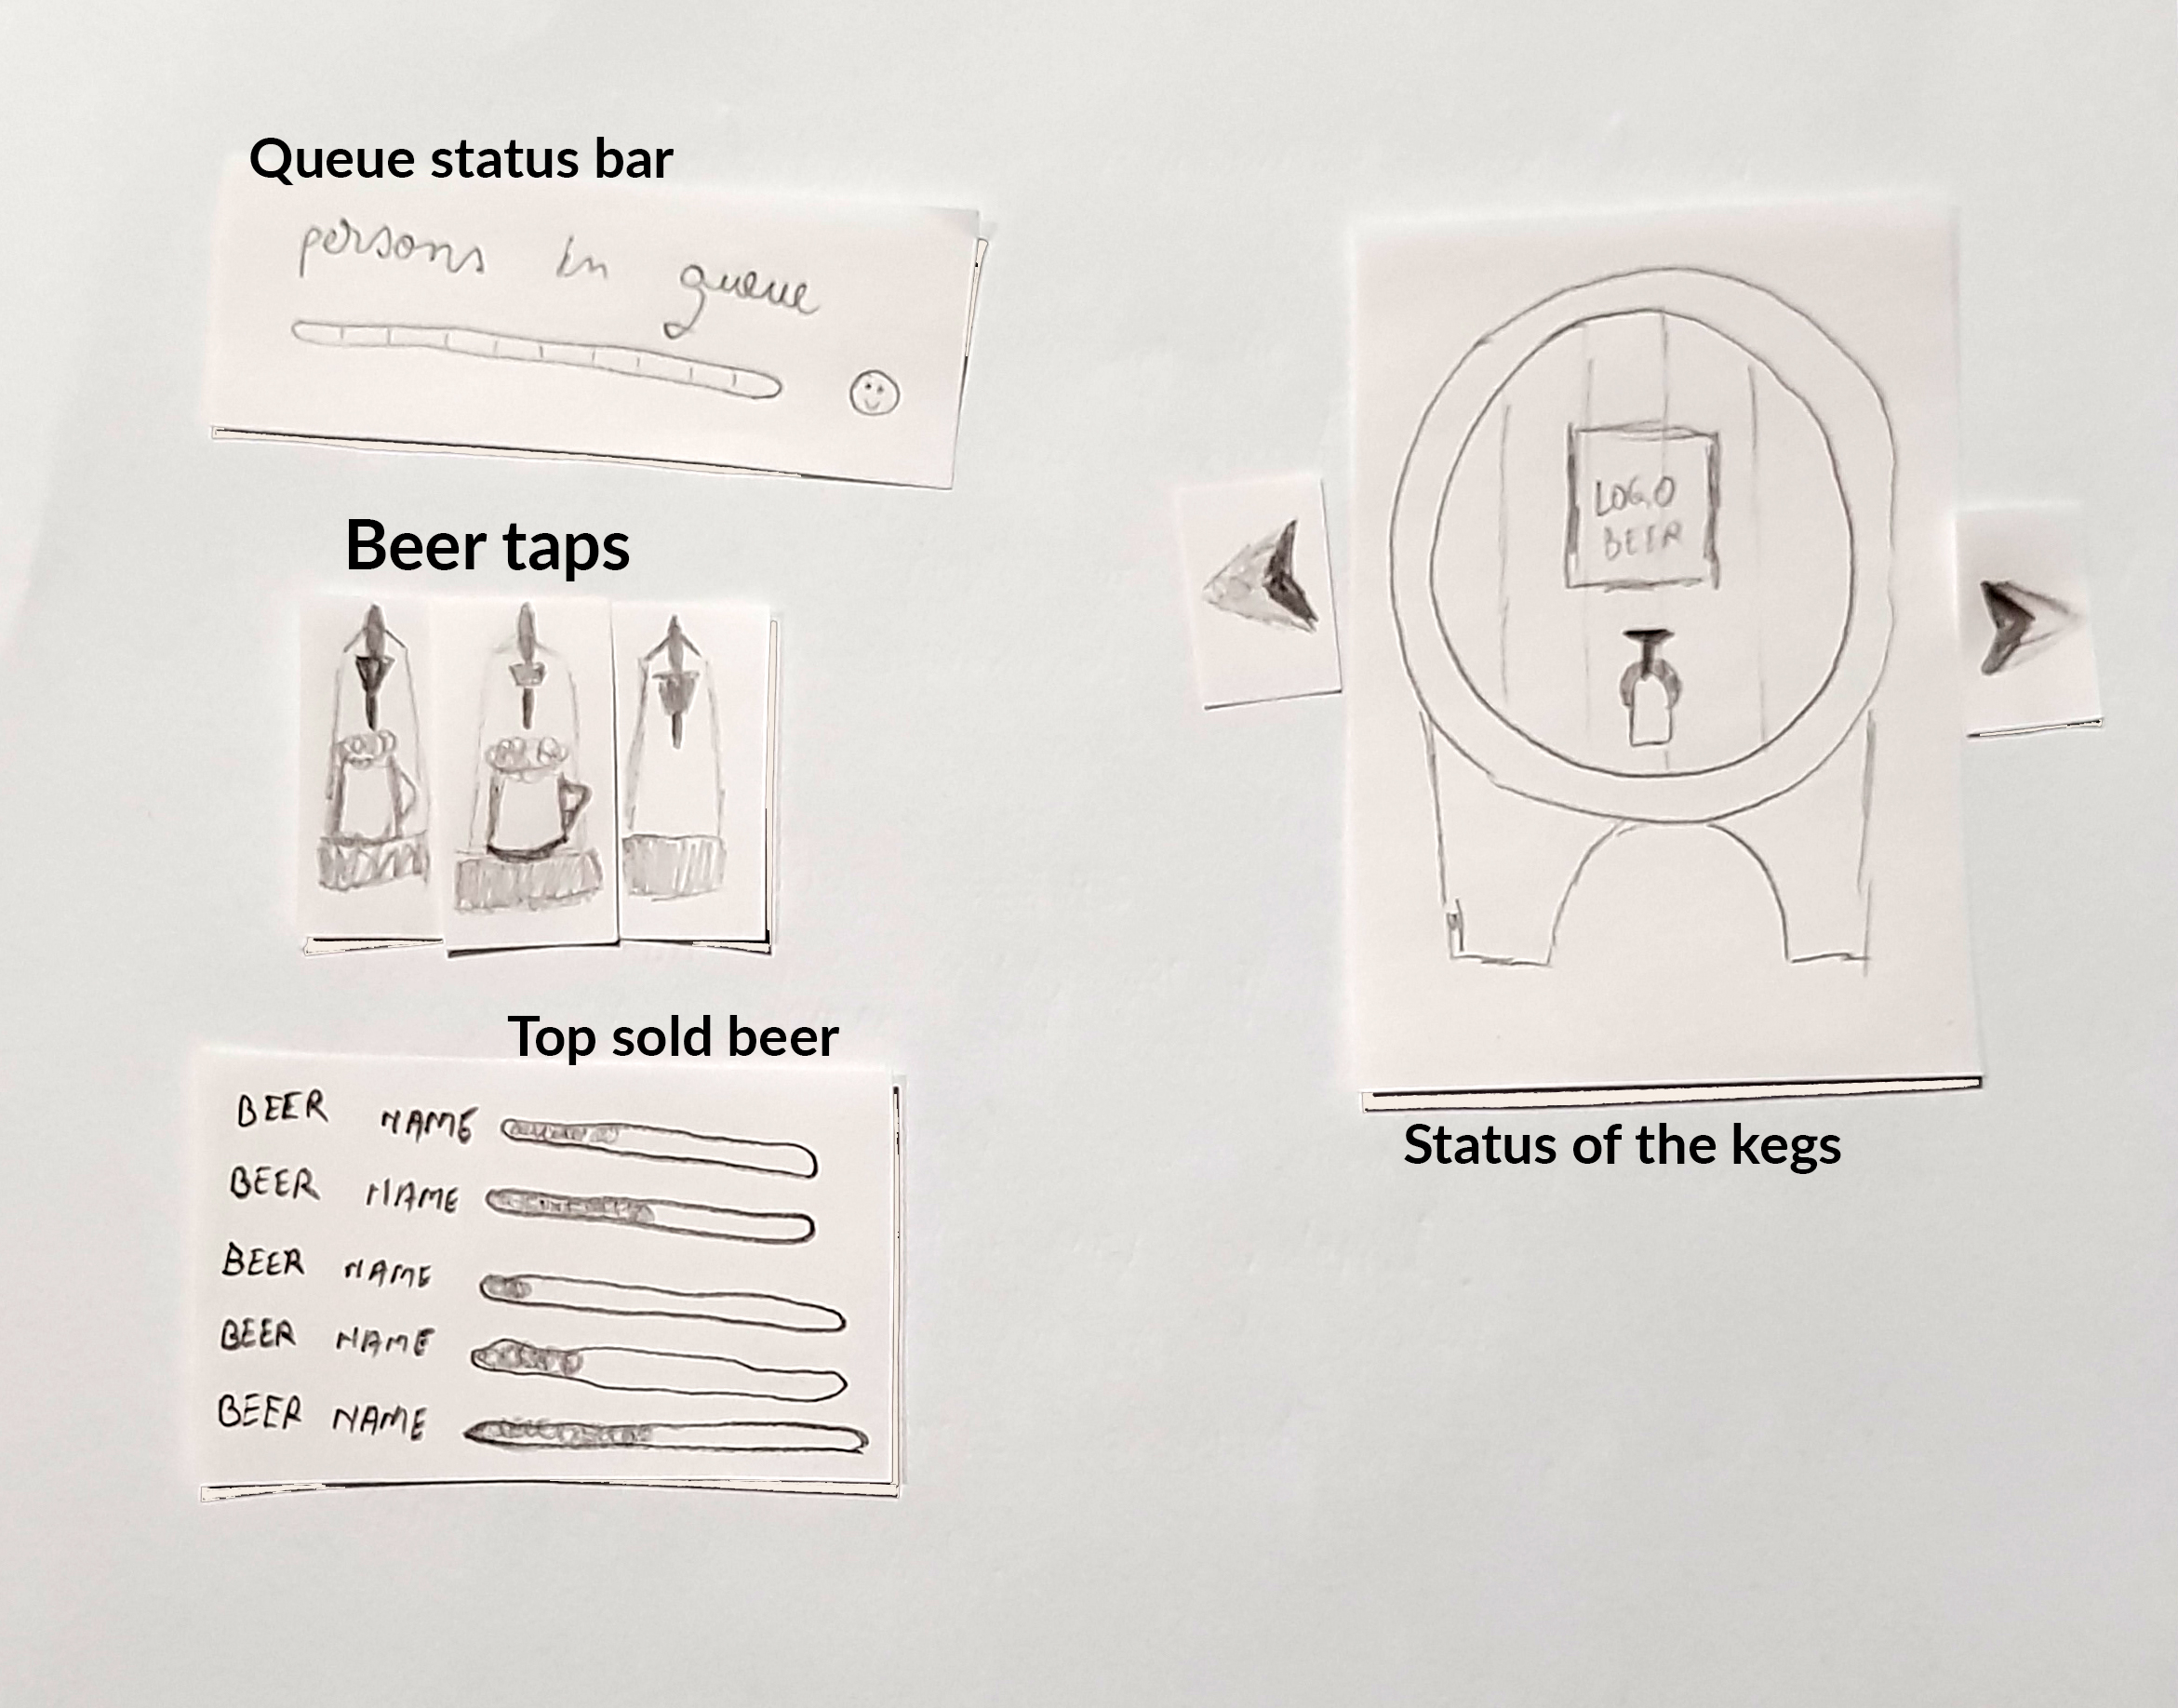 Queue status bar
persons in queue
Beer taps
Top sold beer
BEER NAME
BEER NAME
BEER NAME
BEER NAME
BEER NAME
LOGO
BEER
Status of the kegs